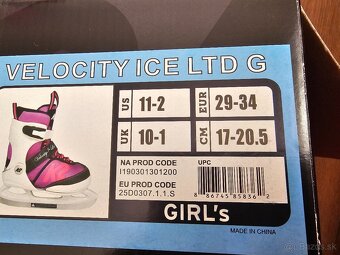 VELOCITY ICE LTD G
US 11-2 EUR 29-34
UK 10-1 CM 17-20.5
NA PROD CODE UPC
I190301301200
EU PROD CODE 8 86745 85836 2
25D0307.1.1.S
GIRL's
MADE IN CHINA